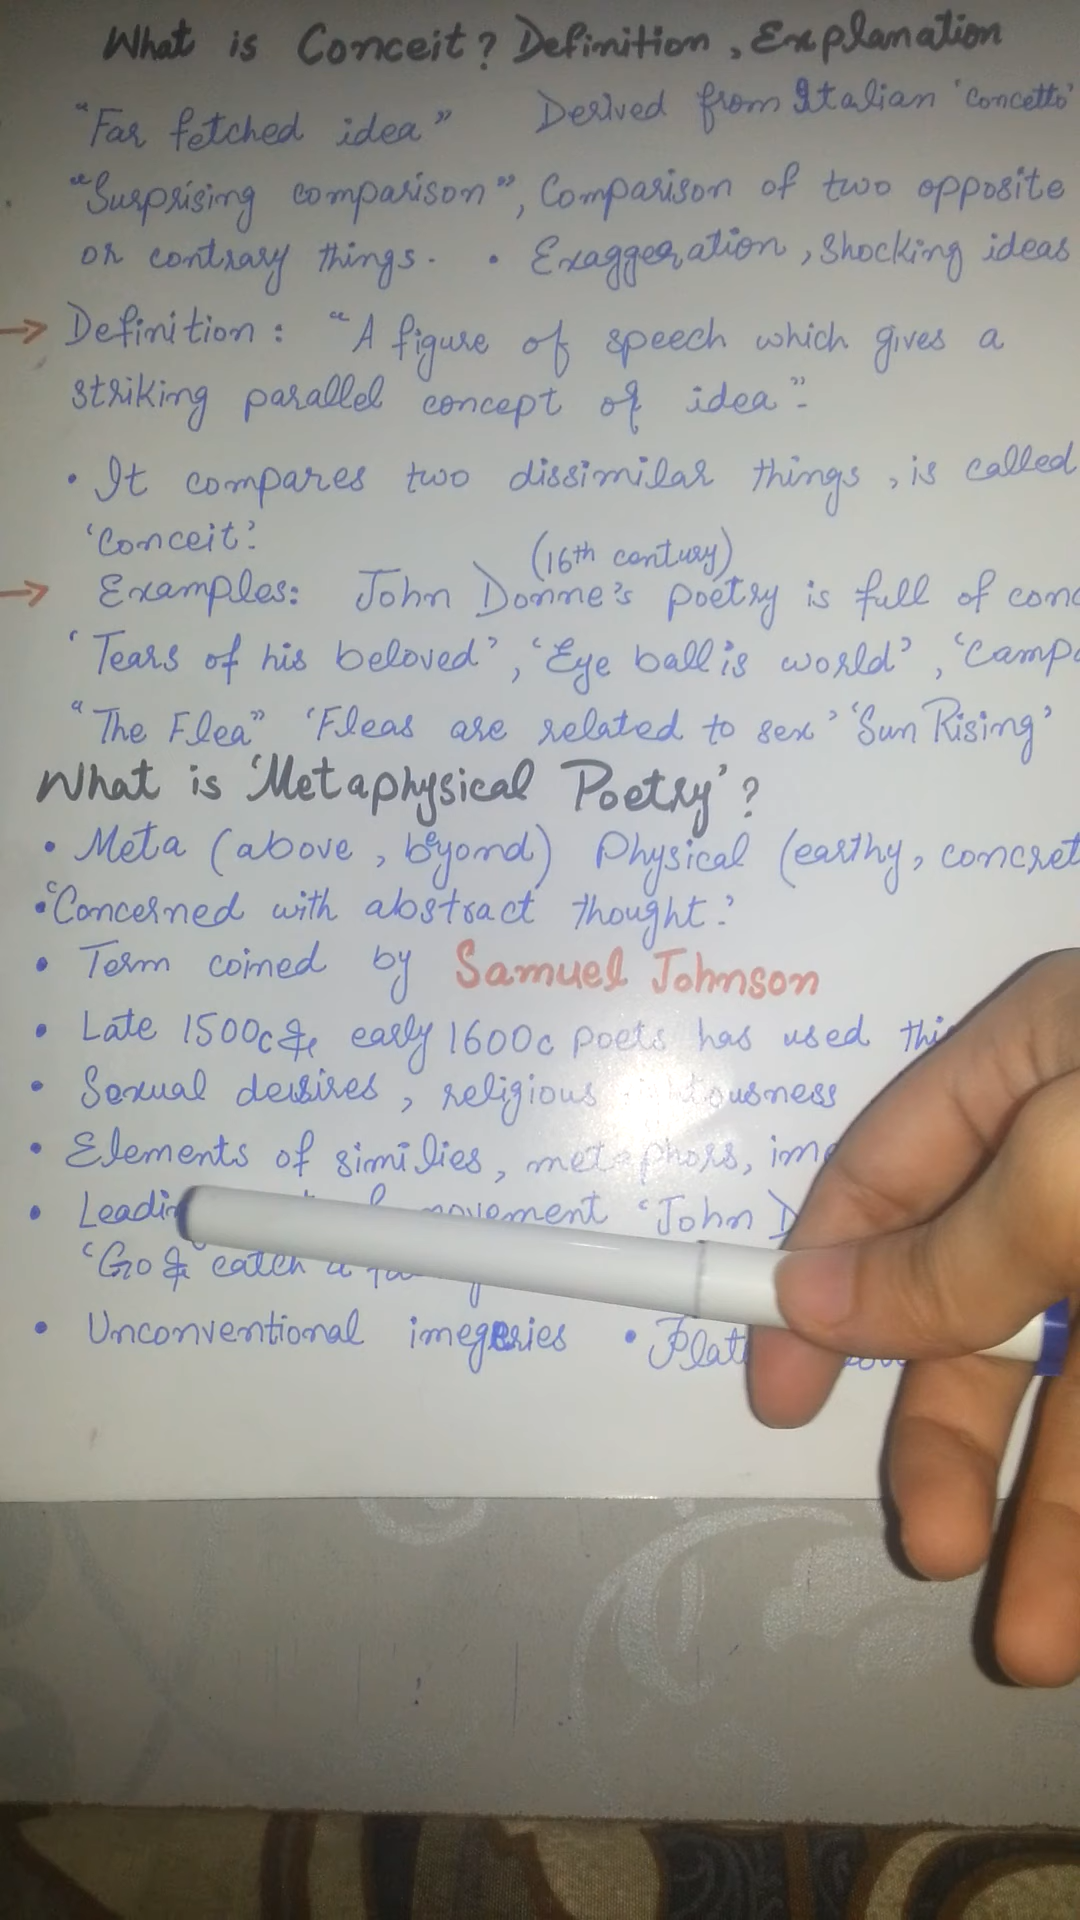 What is Conceit? Definition, Explanation
"Far fetched idea" Derived from Italian 'concetto'
"Surprising comparison", Comparison of two opposite
or contrary things. • Exaggeration, Shocking ideas
→ Definition: "A figure of speech which gives a
striking parallel concept of idea".
• It compares two dissimilar things, is called
'Conceit'.
(16th century)
→ Examples: John Donne's poetry is full of
'Tears of his beloved', 'Eye ball is world',
"The Flea" 'Fleas are related to sex' 'Sun Rising'
What is 'Metaphysical Poetry'?
• Meta (above, beyond) Physical (earthy,
• "Concerned with abstract thought."
• Term coined by Samuel Johnson
• Late 1500c & early 1600c poets has used
• Sexual desires, religious
• Elements of similies, metaphors,
• movement 'John
'Go & catch a
• Unconventional imegeries •